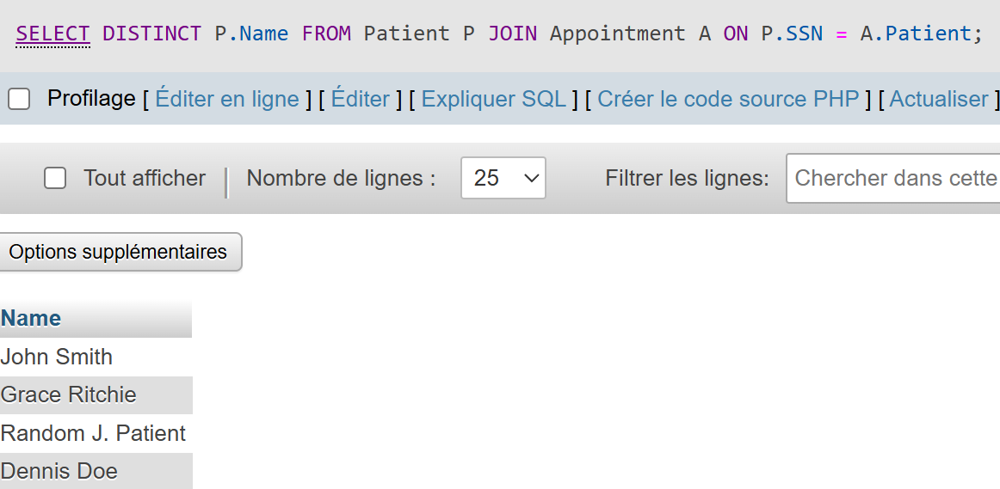 SELECT DISTINCT P.Name FROM Patient P JOIN Appointment A ON P.SSN = A.Patient;
Profilage [ Éditer en ligne ] [ Éditer ] [ Expliquer SQL ] [ Créer le code source PHP ] [ Actualiser ]
Tout afficher Nombre de lignes : 25 Filtrer les lignes: Chercher dans cette
Options supplémentaires
Name
John Smith
Grace Ritchie
Random J. Patient
Dennis Doe